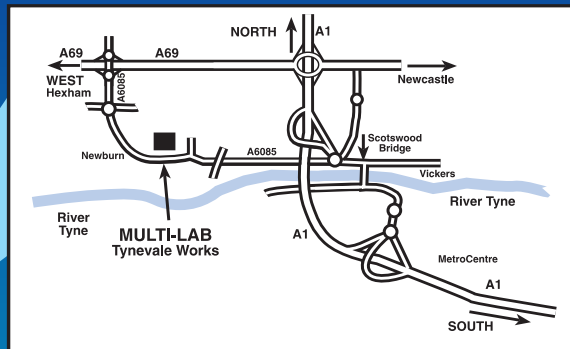 NORTH
A1
A69
A69
WEST
Hexham
A6085
Newcastle
Scotswood
Bridge
Newburn
A6085
Vickers
River
Tyne
River Tyne
MULTI-LAB
Tynevale Works
A1
MetroCentre
A1
SOUTH